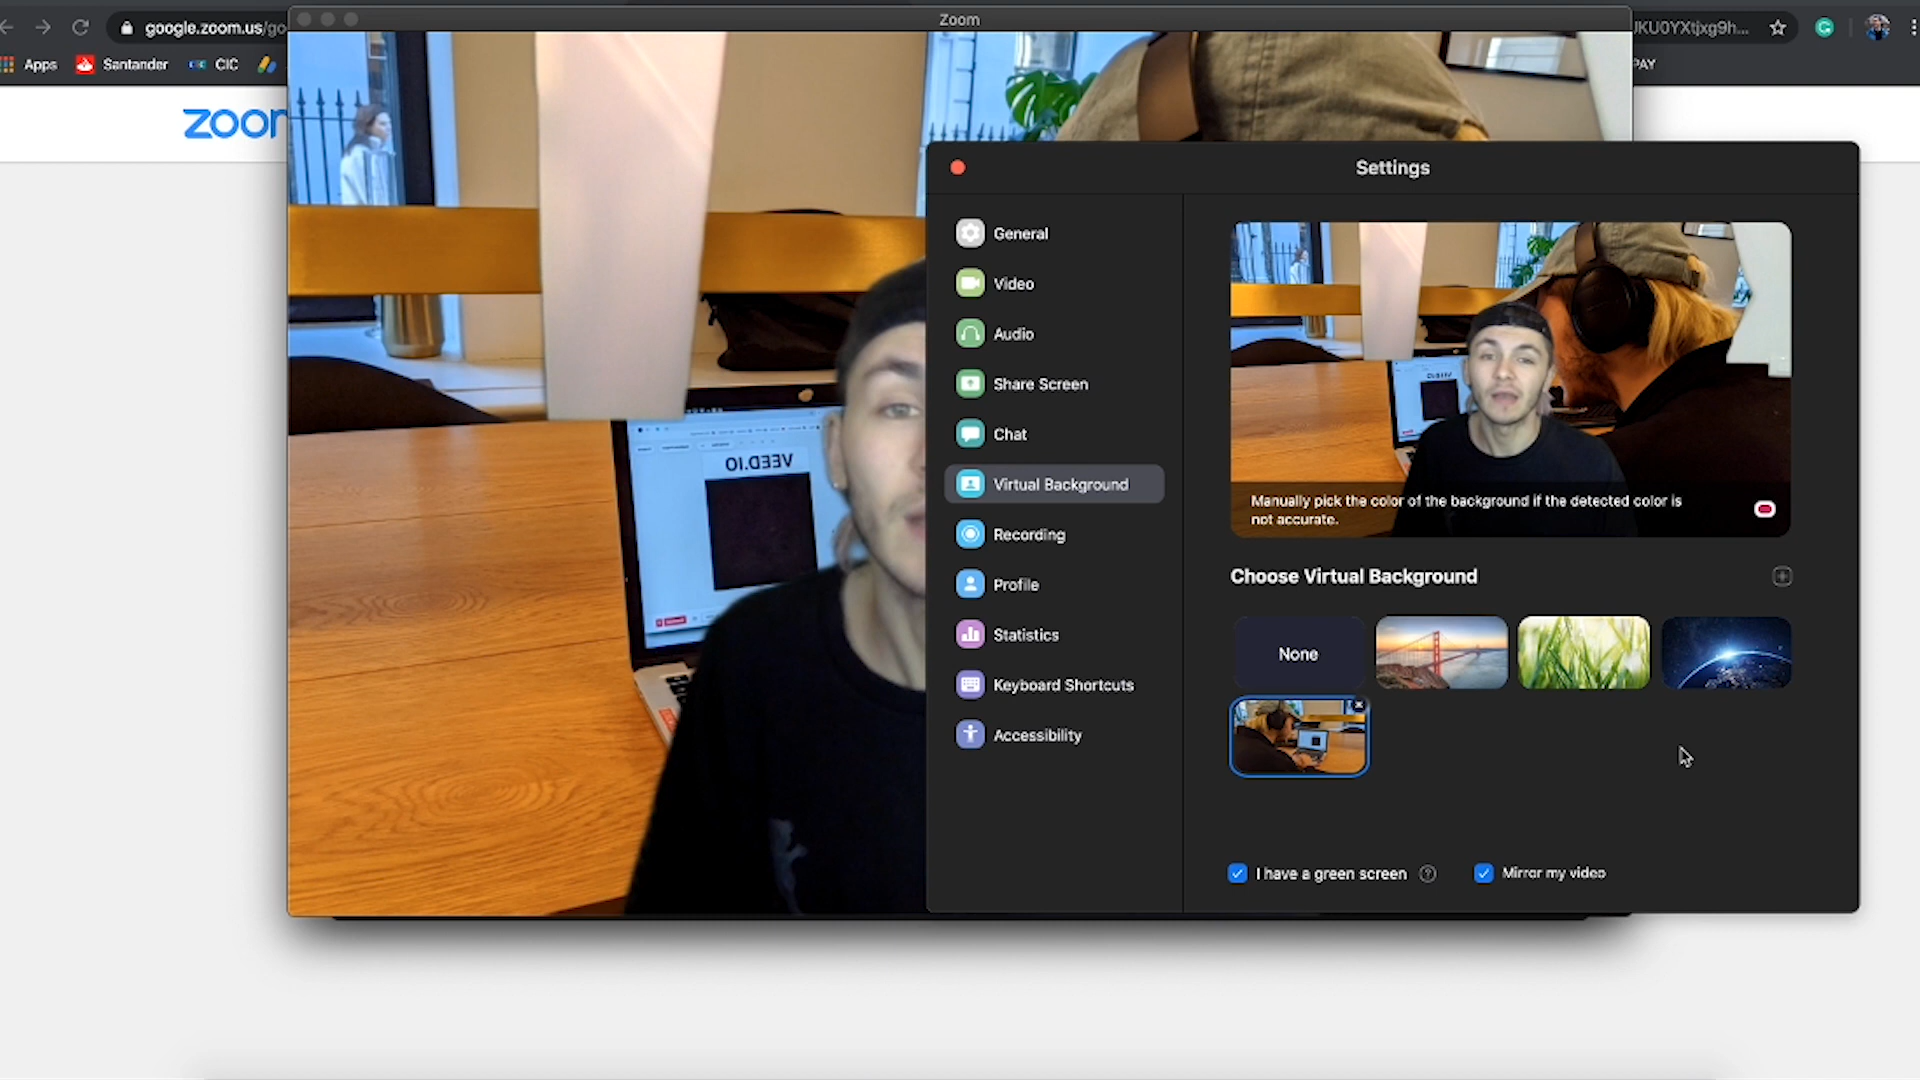 Zoom
google.zoom.us/go
JKU0YXtjxg9h...
Apps
Santander
CIC
PAY
zoom
Settings
General
Video
Audio
Share Screen
Chat
Virtual Background
Recording
Profile
Statistics
Keyboard Shortcuts
Accessibility
VEED.IO
Manually pick the color of the background if the detected color is
not accurate.
Choose Virtual Background
None
I have a green screen
Mirror my video